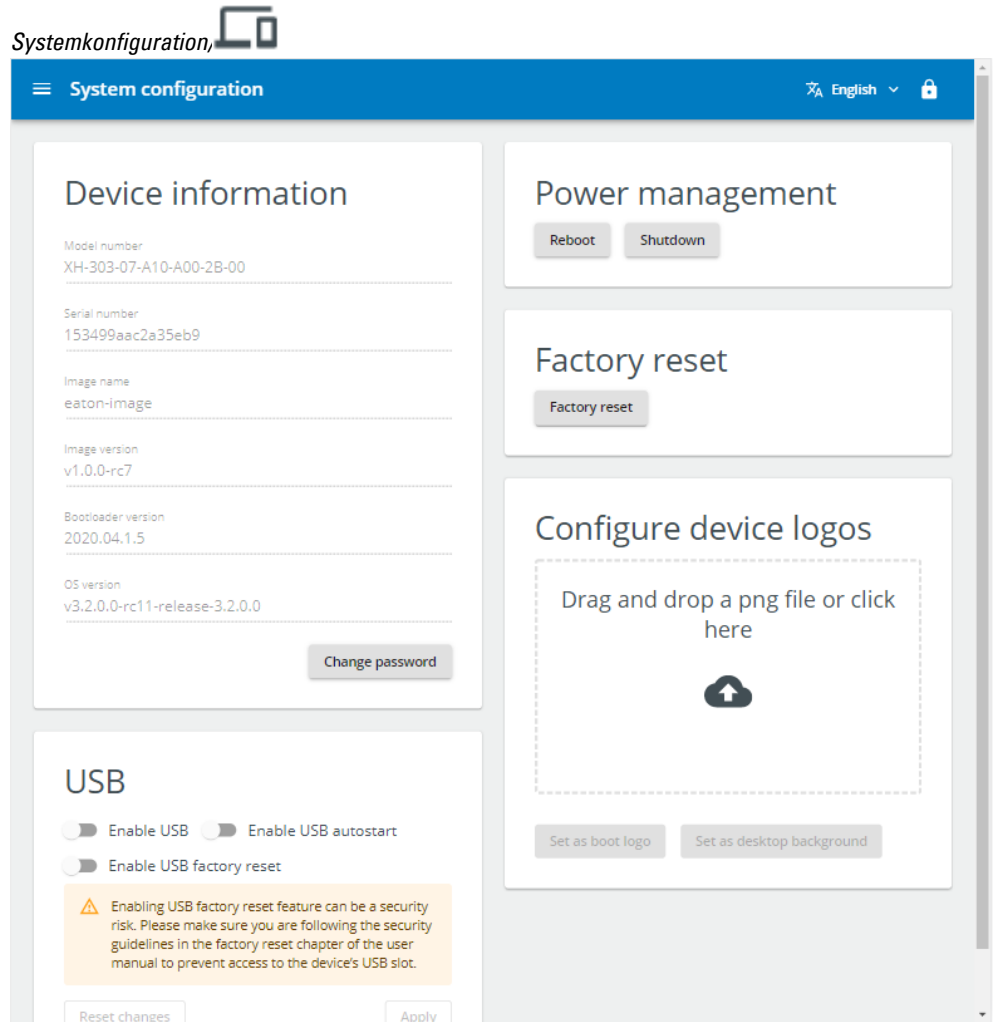 Systemkonfiguration/
System configuration
English
Device information
Model number
XH-303-07-A10-A00-2B-00
Serial number
153499aac2a35eb9
Image name
eaton-image
Image version
v1.0.0-rc7
Bootloader version
2020.04.1.5
OS version
v3.2.0.0-rc11-release-3.2.0.0
Change password
USB
Enable USB Enable USB autostart
Enable USB factory reset
Enabling USB factory reset feature can be a security
risk. Please make sure you are following the security
guidelines in the factory reset chapter of the user
manual to prevent access to the device's USB slot.
Reset changes Apply
Power management
Reboot Shutdown
Factory reset
Factory reset
Configure device logos
Drag and drop a png file or click
here
Set as boot logo Set as desktop background